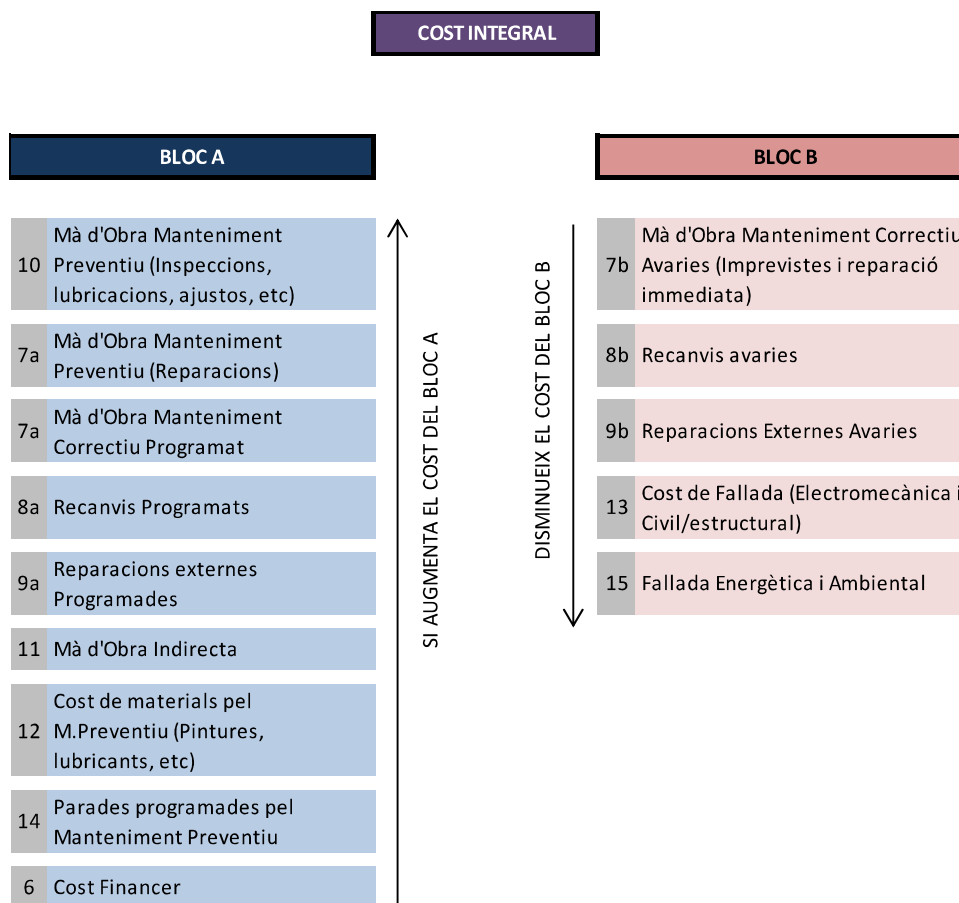 COST INTEGRAL
BLOC A
10
Mà d'Obra Manteniment
Preventiu (Inspeccions,
lubricacions, ajustos, etc)
7a
Mà d'Obra Manteniment
Preventiu (Reparacions)
7a
Mà d'Obra Manteniment
Correctiu Programat
8a
Recanvis Programats
9a
Reparacions externes
Programades
11
Mà d'Obra Indirecta
12
Cost de materials pel
M.Preventiu (Pintures,
lubricants, etc)
14
Parades programades pel
Manteniment Preventiu
6
Cost Financer
SI AUGMENTA EL COST DEL BLOC A
DISMINUEIX EL COST DEL BLOC B
BLOC B
7b
Mà d'Obra Manteniment Correctiu
Avaries (Imprevistes i reparació
immediata)
8b
Recanvis avaries
9b
Reparacions Externes Avaries
13
Cost de Fallada (Electromecànica i
Civil/estructural)
15
Fallada Energètica i Ambiental